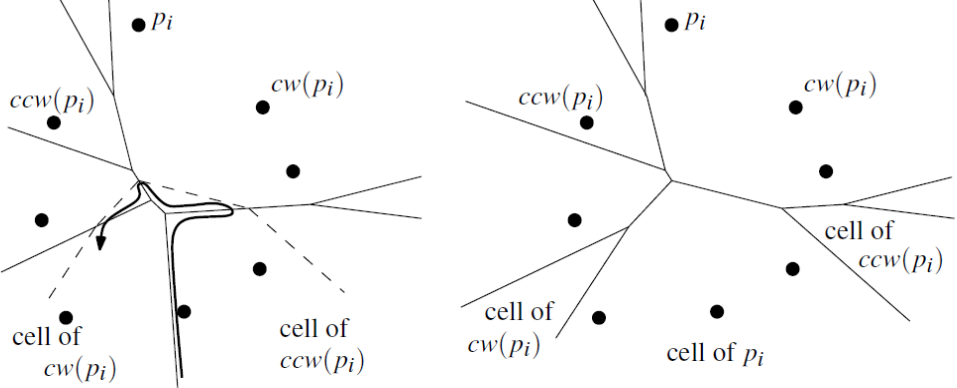 p_i
ccw(p_i)
cw(p_i)
cell of
cw(p_i)
cell of
ccw(p_i)
p_i
ccw(p_i)
cw(p_i)
cell of
ccw(p_i)
cell of
cw(p_i)
cell of p_i